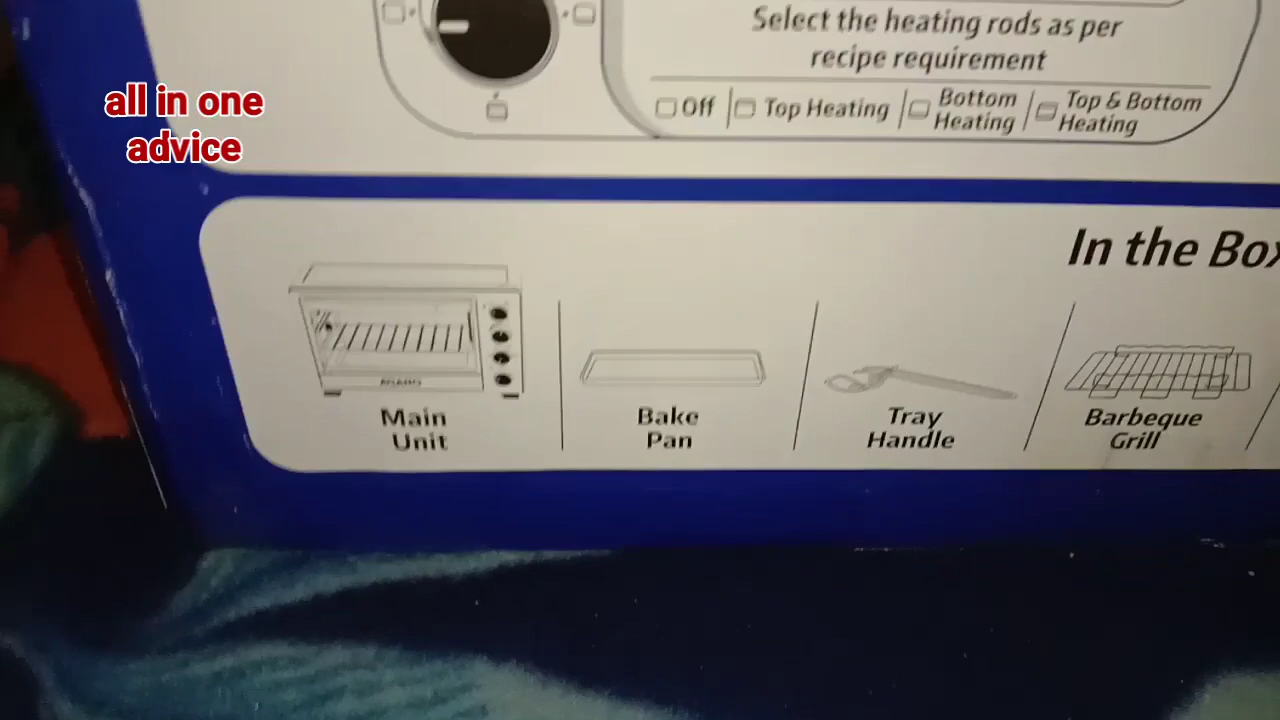 all in one
advice
Select the heating rods as per
recipe requirement
Off
Top Heating
Bottom
Heating
Top & Bottom
Heating
In the Box
Main
Unit
Bake
Pan
Tray
Handle
Barbeque
Grill